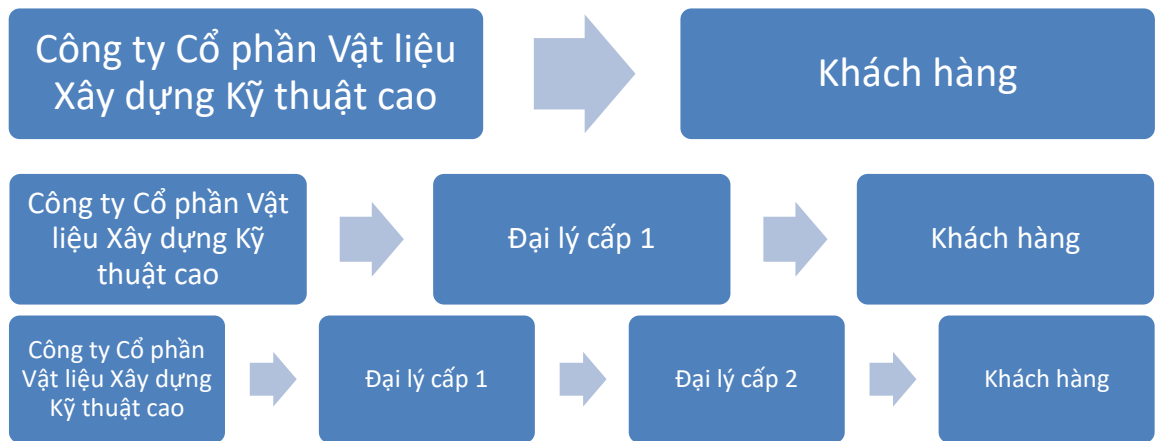 Công ty Cổ phần Vật liệu
Xây dựng Kỹ thuật cao
Khách hàng
Công ty Cổ phần Vật
liệu Xây dựng Kỹ
thuật cao
Đại lý cấp 1
Khách hàng
Công ty Cổ phần
Vật liệu Xây dựng
Kỹ thuật cao
Đại lý cấp 1
Đại lý cấp 2
Khách hàng